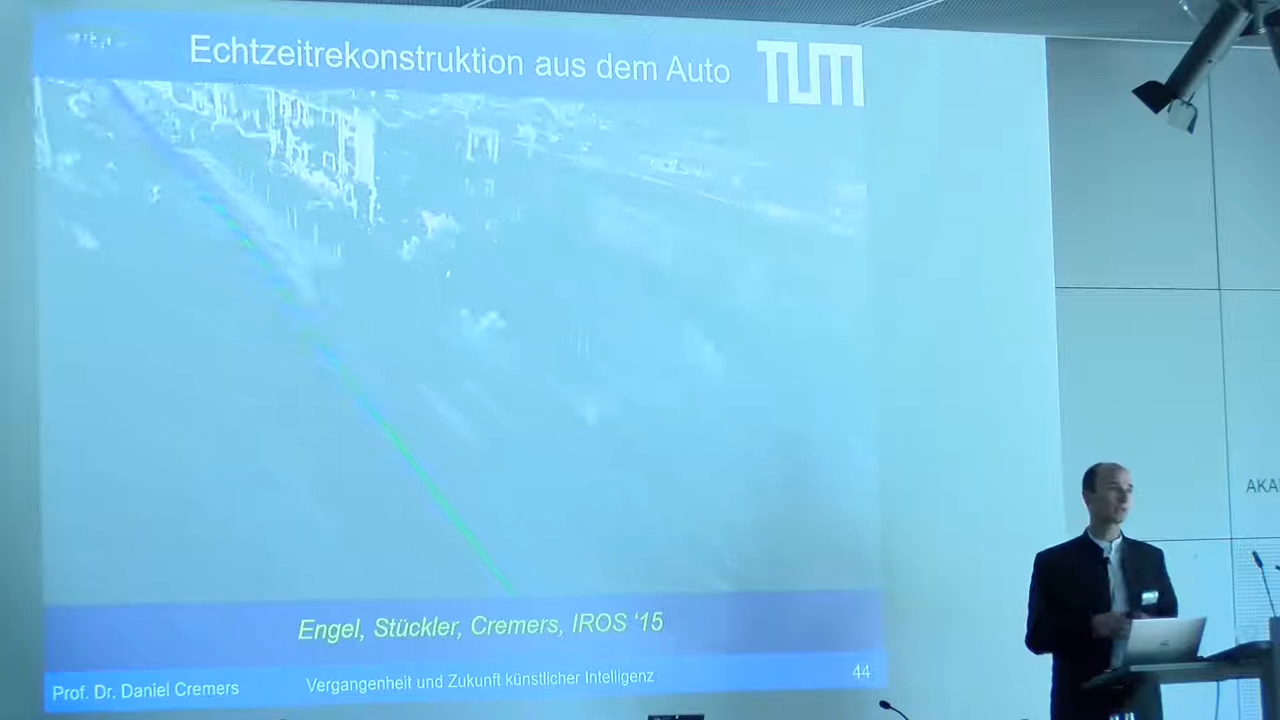 Echtzeitrekonstruktion aus dem Auto
TUM
Engel, Stückler, Cremers, IROS ‘15
Prof. Dr. Daniel Cremers
Vergangenheit und Zukunft künstlicher Intelligenz
44
AKA